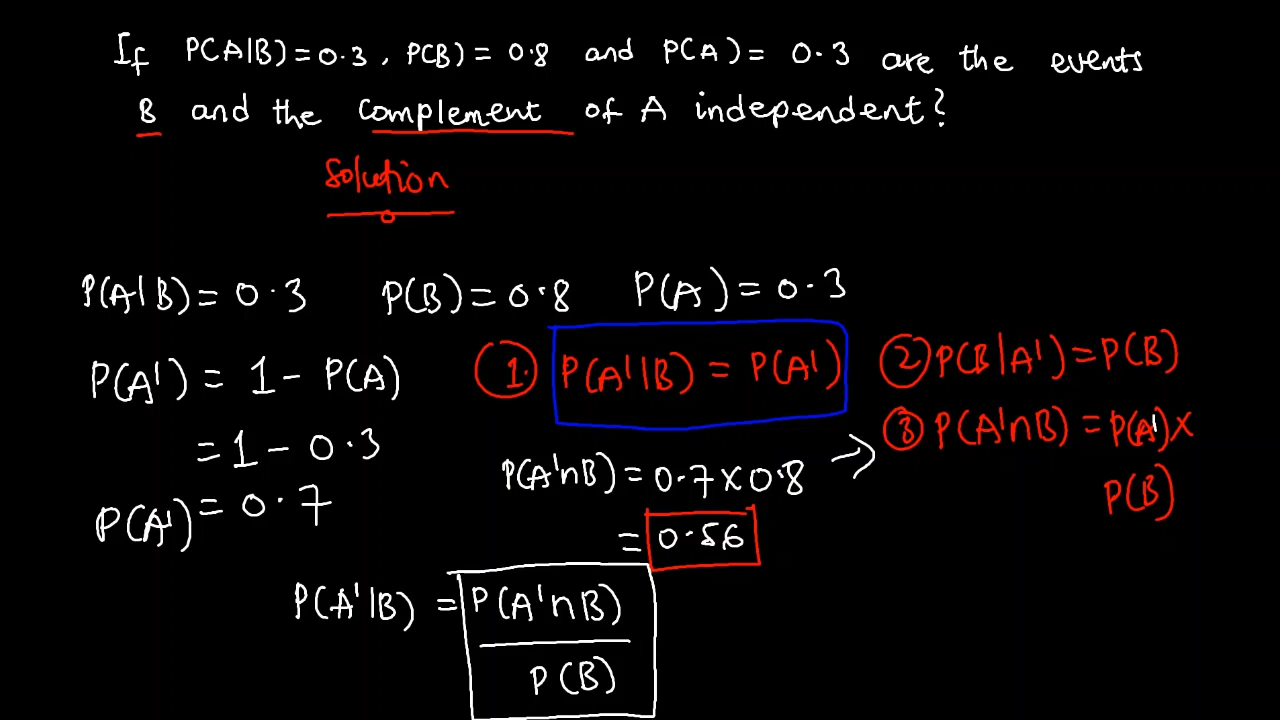 If P(A|B) = 0.3, P(B) = 0.8 and P(A) = 0.3 are the events
B and the complement of A independent?
Solution
P(A|B) = 0.3 P(B) = 0.8 P(A) = 0.3
P(A') = 1 - P(A)
= 1 - 0.3
P(A') = 0.7
1. P(A'|B) = P(A')
2 P(B|A') = P(B)
3 P(A'∩B) = P(A') x
P(B)
P(A'∩B) = 0.7 x 0.8 →
= 0.56
P(A'|B) = P(A'∩B)
P(B)